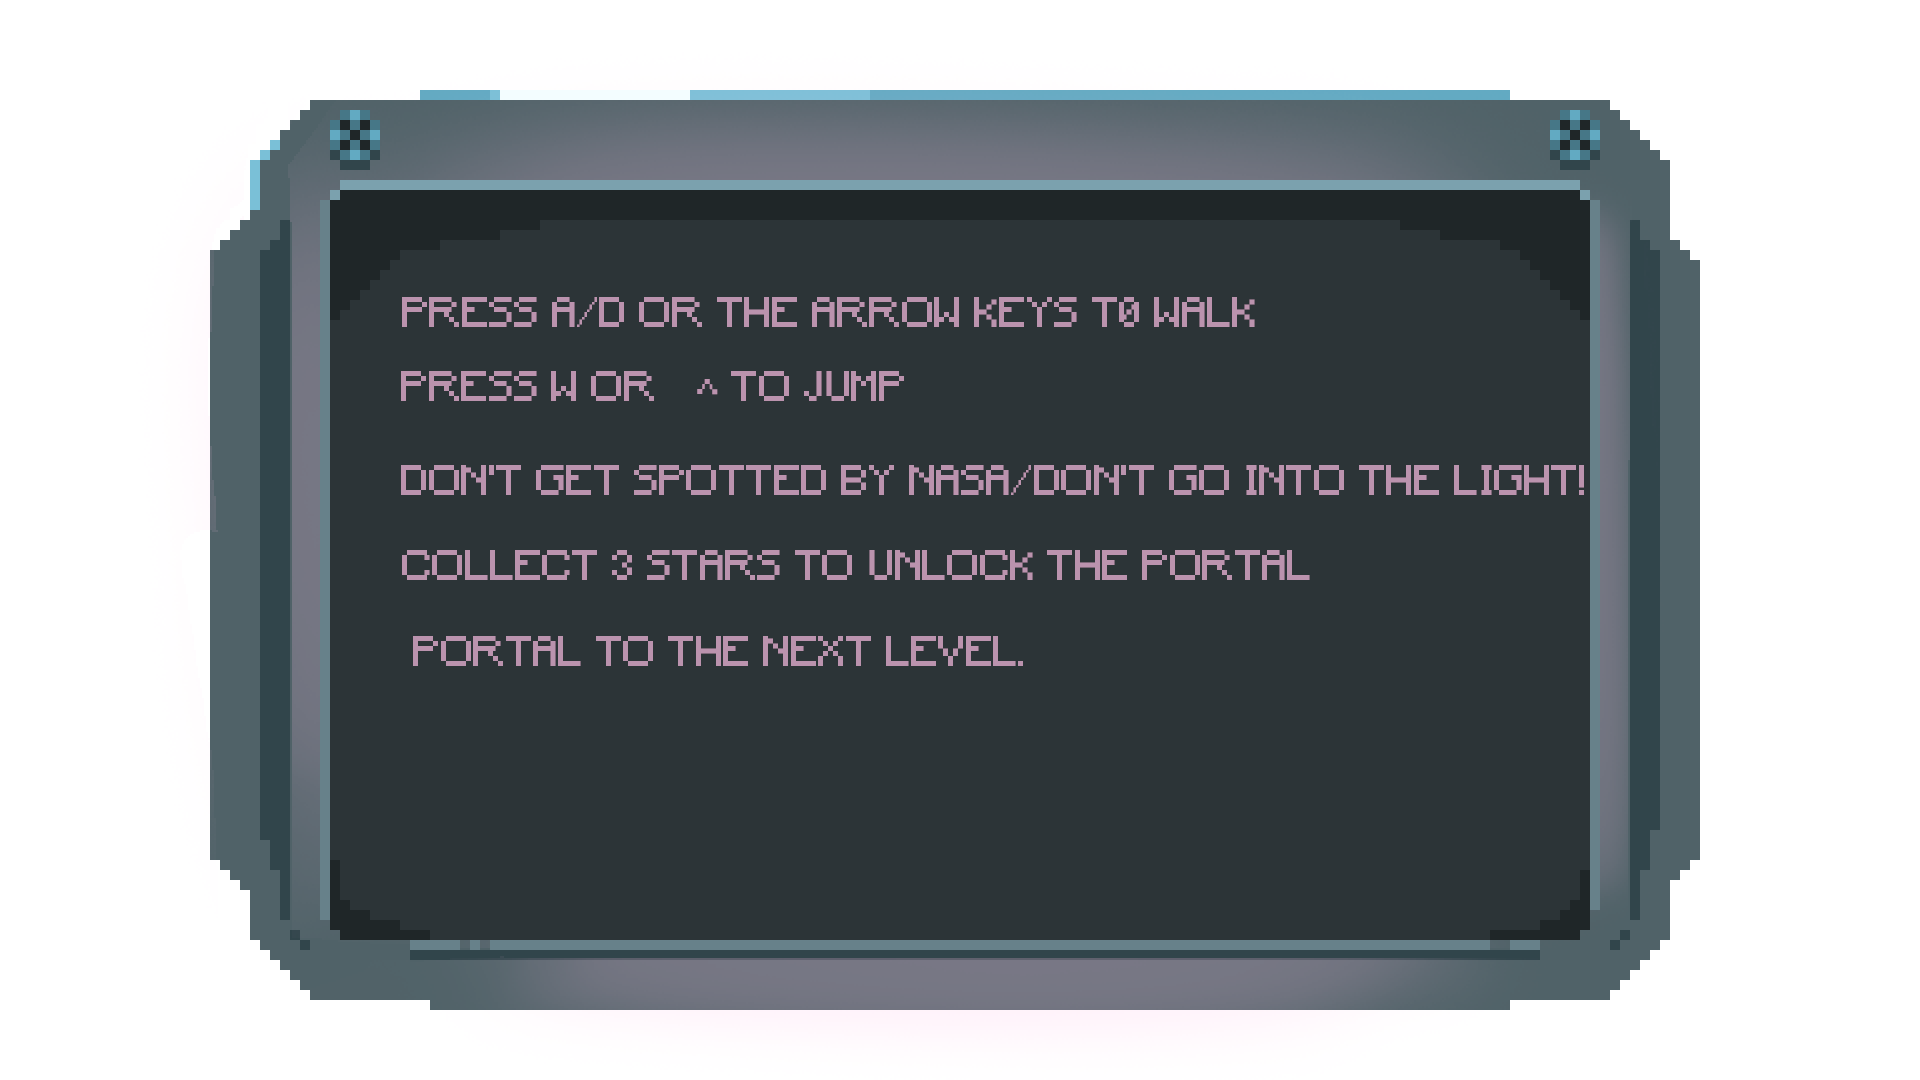 PRESS A/D OR THE ARROW KEYS T0 WALK
PRESS W OR ^ TO JUMP
DON'T GET SPOTTED BY NASA/DON'T GO INTO THE LIGHT!
COLLECT 3 STARS TO UNLOCK THE PORTAL
PORTAL TO THE NEXT LEVEL.